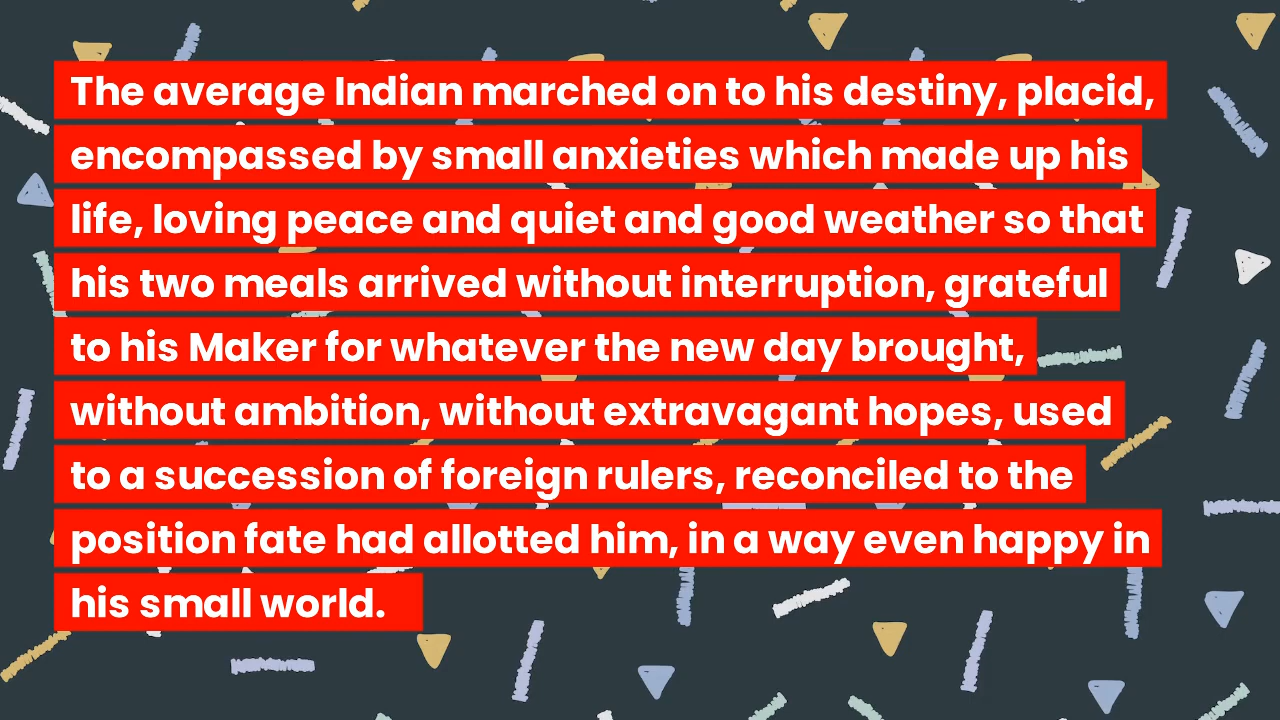 The average Indian marched on to his destiny, placid,
encompassed by small anxieties which made up his
life, loving peace and quiet and good weather so that
his two meals arrived without interruption, grateful
to his Maker for whatever the new day brought,
without ambition, without extravagant hopes, used
to a succession of foreign rulers, reconciled to the
position fate had allotted him, in a way even happy in
his small world.